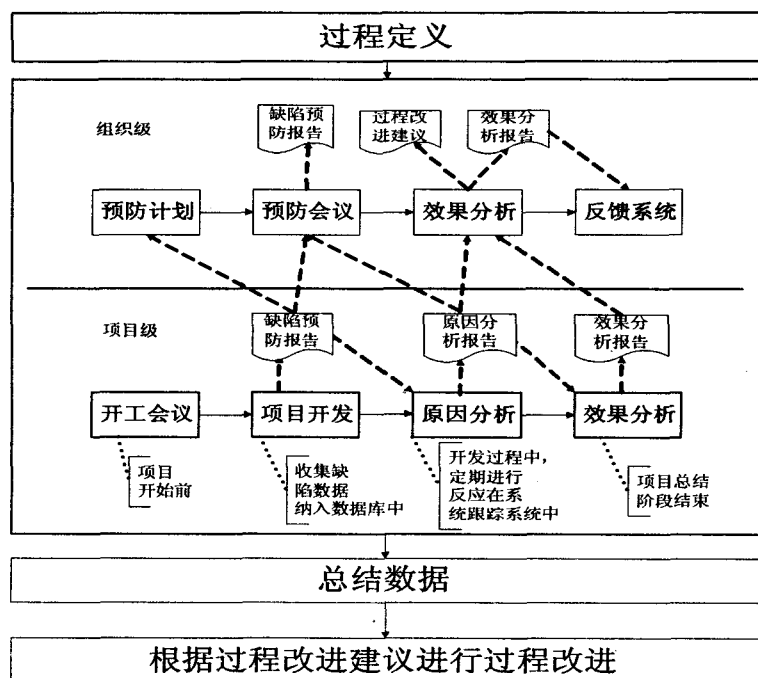 过程定义
组织级
缺陷预
防报告
过程改
进建议
效果分
析报告
预防计划
预防会议
效果分析
反馈系统
项目级
缺陷预
防报告
原因分
析报告
效果分
析报告
开工会议
项目开发
原因分析
效果分析
项目
开始前
收集缺
陷数据
纳入数据库中
开发过程中，
定期进行
反应在系
统跟踪系统中
项目总结
阶段结束
总结数据
根据过程改进建议进行过程改进